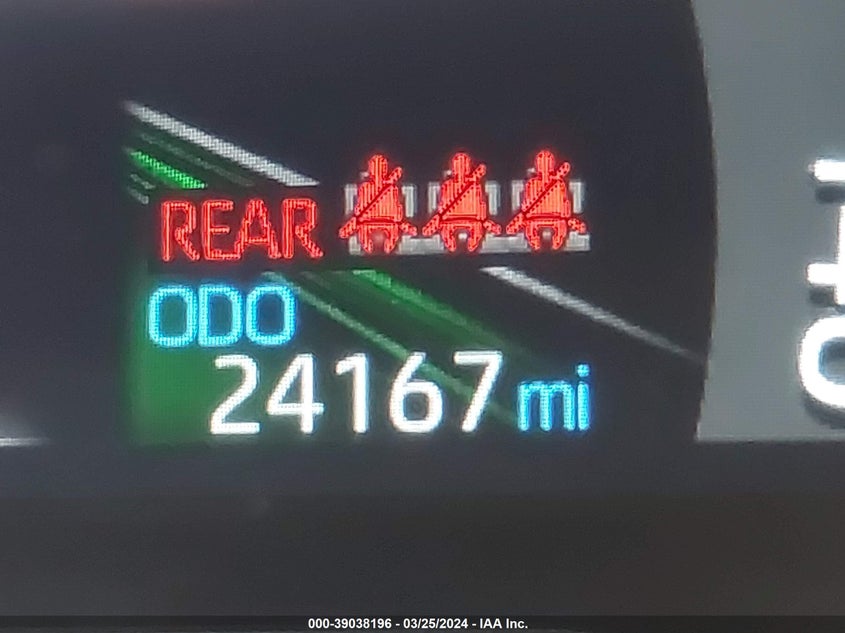 REAR
ODO
24167 mi
000-39038196 - 03/25/2024 - IAA Inc.